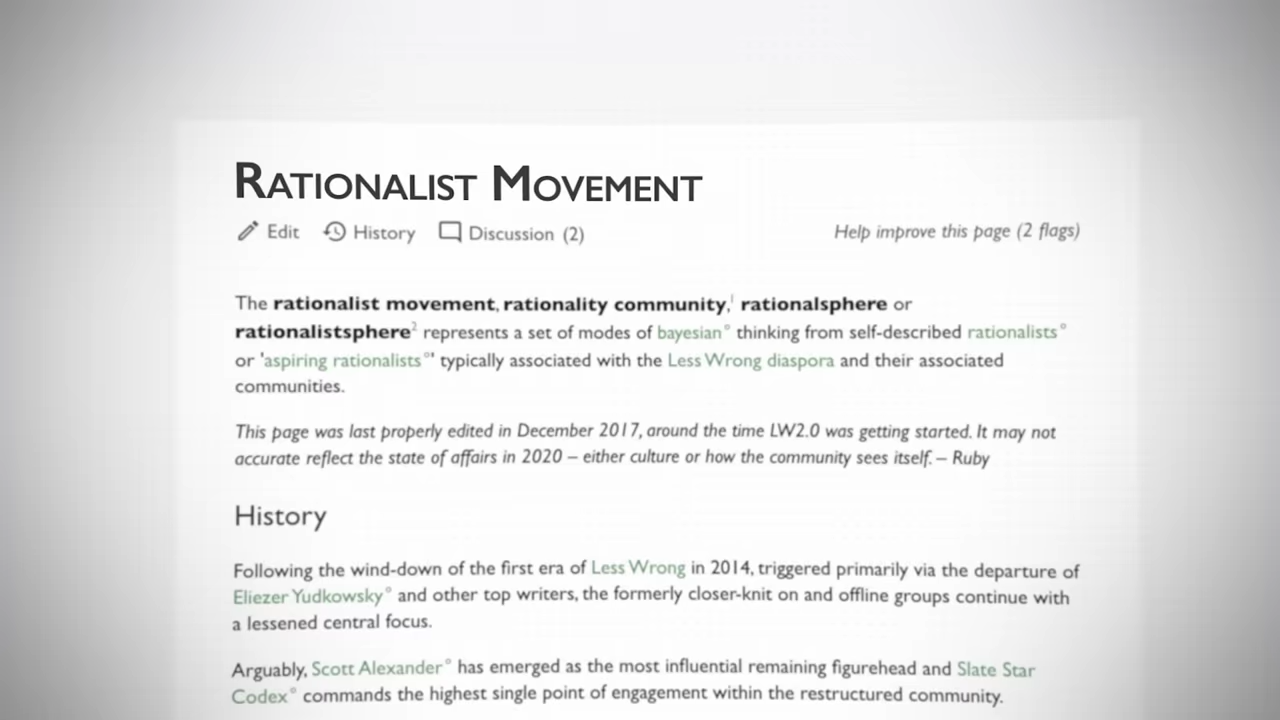 Rationalist Movement
Edit History Discussion (2) Help improve this page (2 flags)
The rationalist movement, rationality community,1 rationalsphere or
rationalistsphere2 represents a set of modes of bayesian° thinking from self-described rationalists°
or 'aspiring rationalists°' typically associated with the Less Wrong diaspora and their associated
communities.
This page was last properly edited in December 2017, around the time LW2.0 was getting started. It may not
accurate reflect the state of affairs in 2020 – either culture or how the community sees itself. – Ruby
History
Following the wind-down of the first era of Less Wrong in 2014, triggered primarily via the departure of
Eliezer Yudkowsky° and other top writers, the formerly closer-knit on and offline groups continue with
a lessened central focus.
Arguably, Scott Alexander° has emerged as the most influential remaining figurehead and Slate Star
Codex° commands the highest single point of engagement within the restructured community.